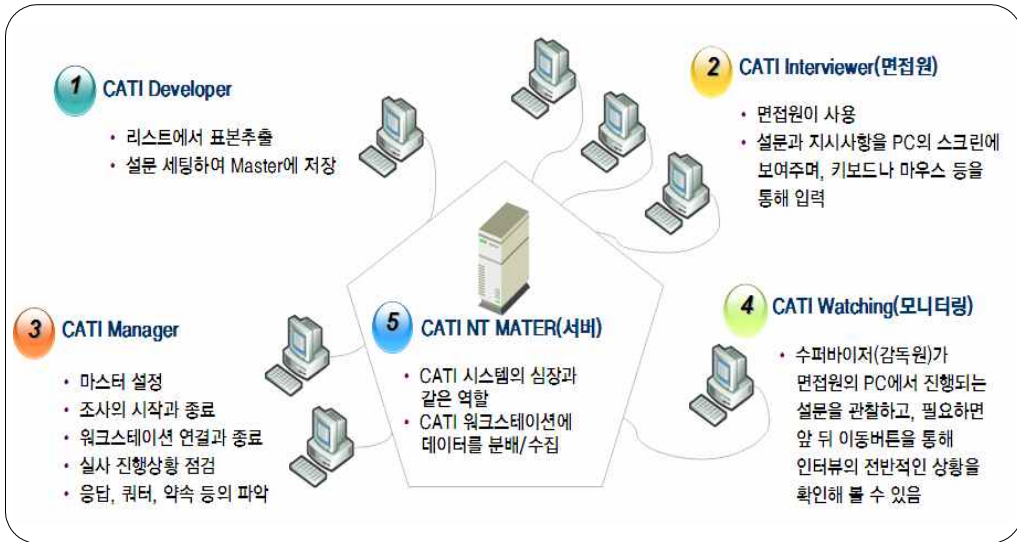 1 CATI Developer
• 리스트에서 표본추출
• 설문 세팅하여 Master에 저장
2 CATI Interviewer(면접원)
• 면접원이 사용
• 설문과 지시사항을 PC의 스크린에
보여주며, 키보드나 마우스 등을
통해 입력
3 CATI Manager
• 마스터 설정
• 조사의 시작과 종료
• 워크스테이션 연결과 종료
• 실사 진행상황 점검
• 응답, 쿼터, 약속 등의 파악
5 CATI NT MATER(서버)
• CATI 시스템의 심장과
같은 역할
• CATI 워크스테이션에
데이터를 분배/수집
4 CATI Watching(모니터링)
• 수퍼바이저(감독원)가
면접원의 PC에서 진행되는
설문을 관찰하고, 필요하면
앞 뒤 이동버튼을 통해
인터뷰의 전반적인 상황을
확인해 볼 수 있음